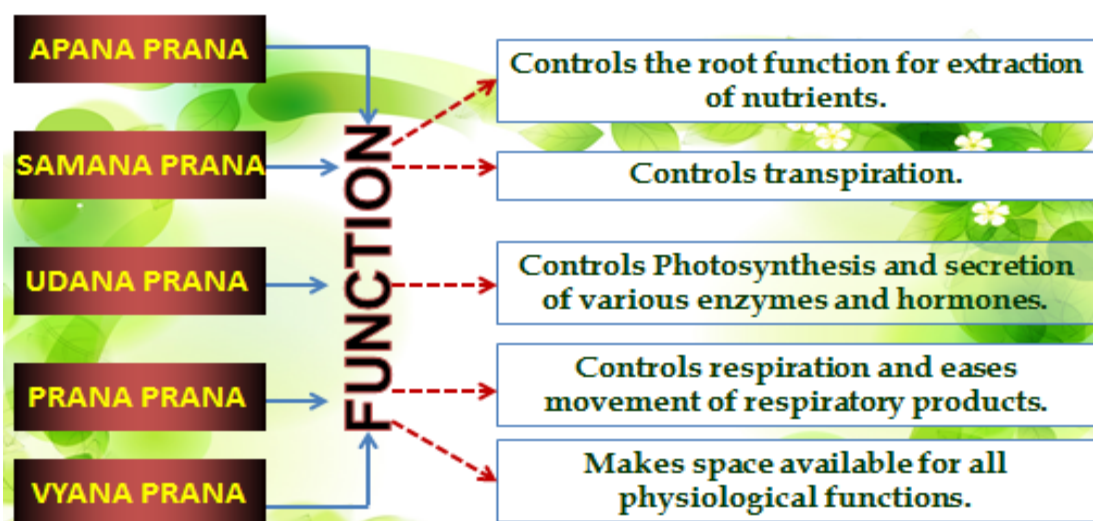 APANA PRANA
SAMANA PRANA
UDANA PRANA
PRANA PRANA
VYANA PRANA
FUNCTION
Controls the root function for extraction
of nutrients.
Controls transpiration.
Controls Photosynthesis and secretion
of various enzymes and hormones.
Controls respiration and eases
movement of respiratory products.
Makes space available for all
physiological functions.